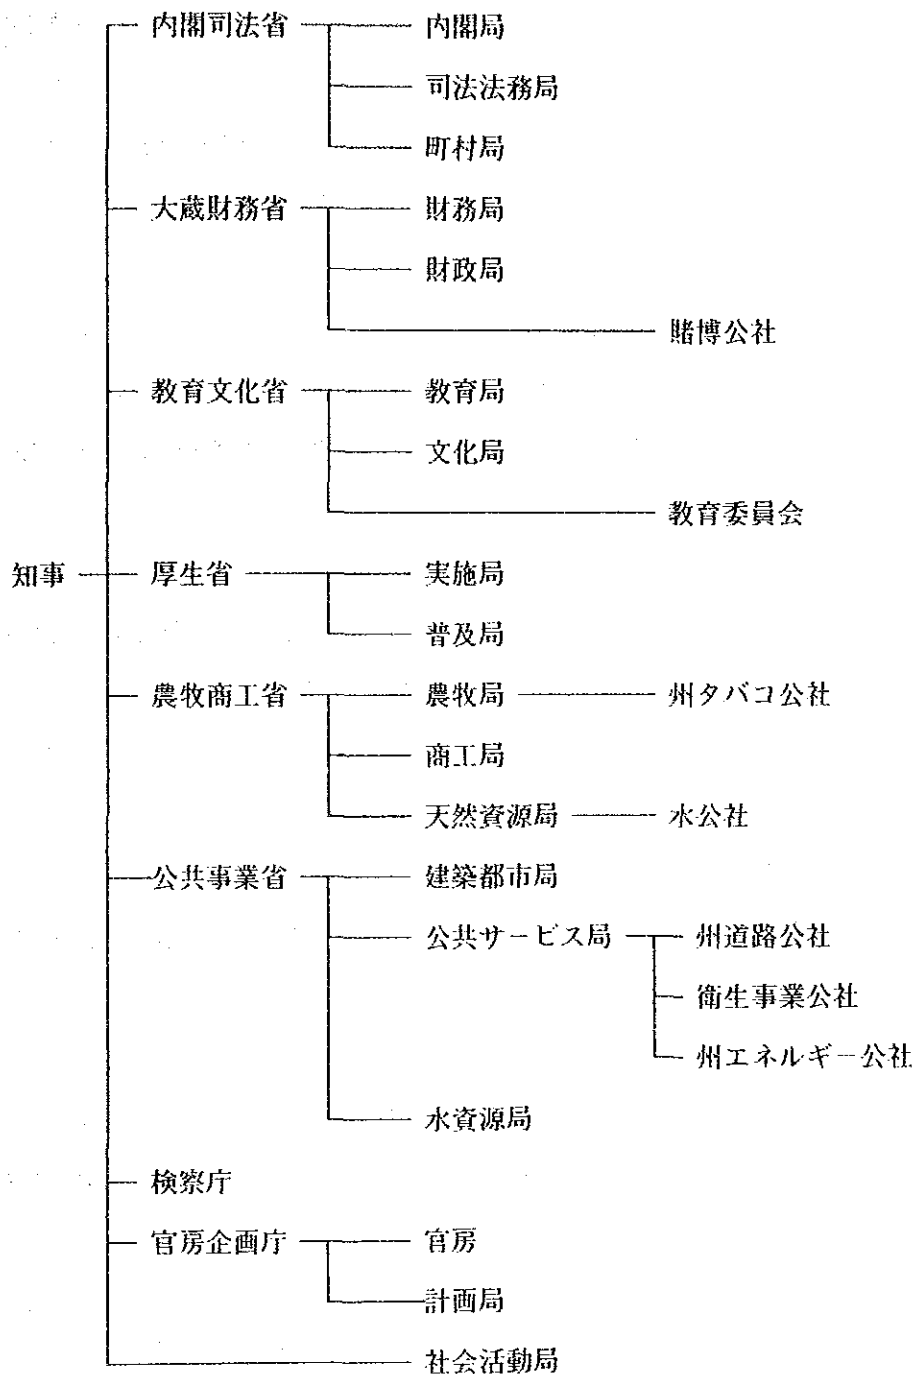 内閣司法省 内閣局
司法法務局
町村局
大蔵財務省 財務局
財政局
賭博公社
教育文化省 教育局
文化局
教育委員会
知事 厚生省 実施局
普及局
農牧商工省 農牧局 州タバコ公社
商工局
天然資源局 水公社
公共事業省 建築都市局
公共サービス局 州道路公社
衛生事業公社
州エネルギー公社
水資源局
検察庁
官房企画庁 官房
計画局
社会活動局